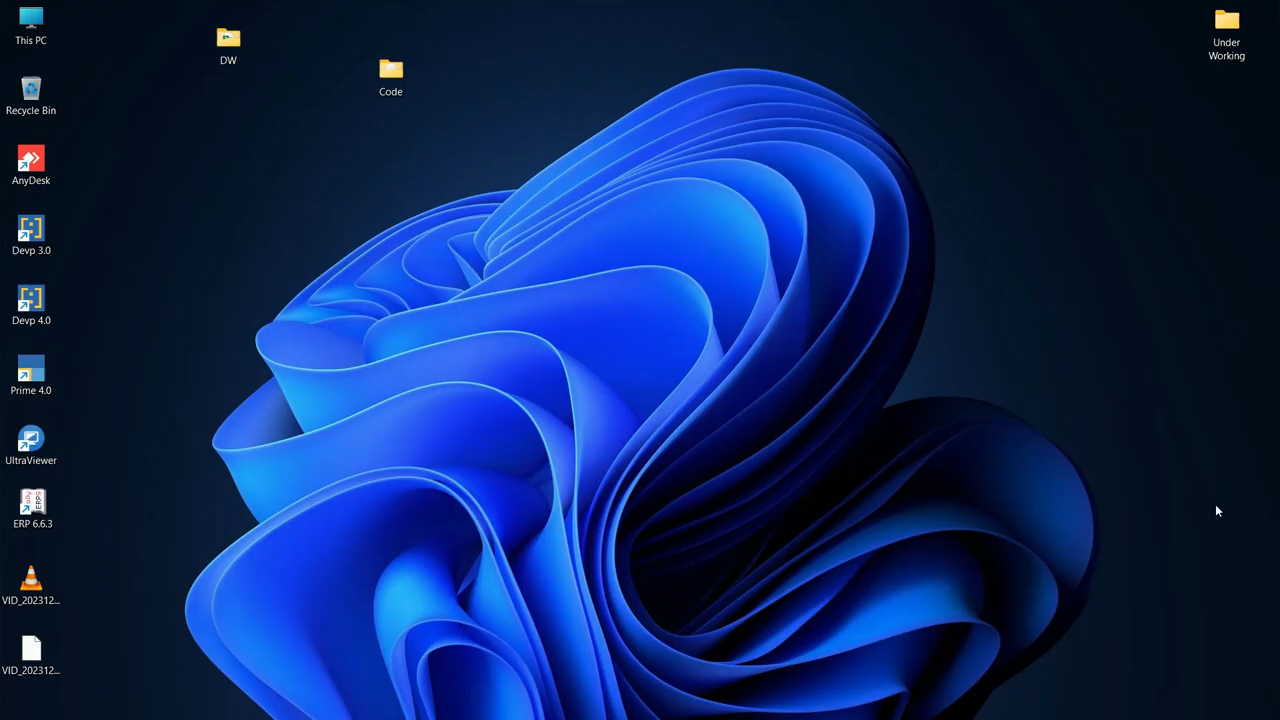 This PC
Recycle Bin
AnyDesk
Devp 3.0
Devp 4.0
Prime 4.0
UltraViewer
ERP 6.6.3
VID_202312...
VID_202312...
DW
Code
Under
Working